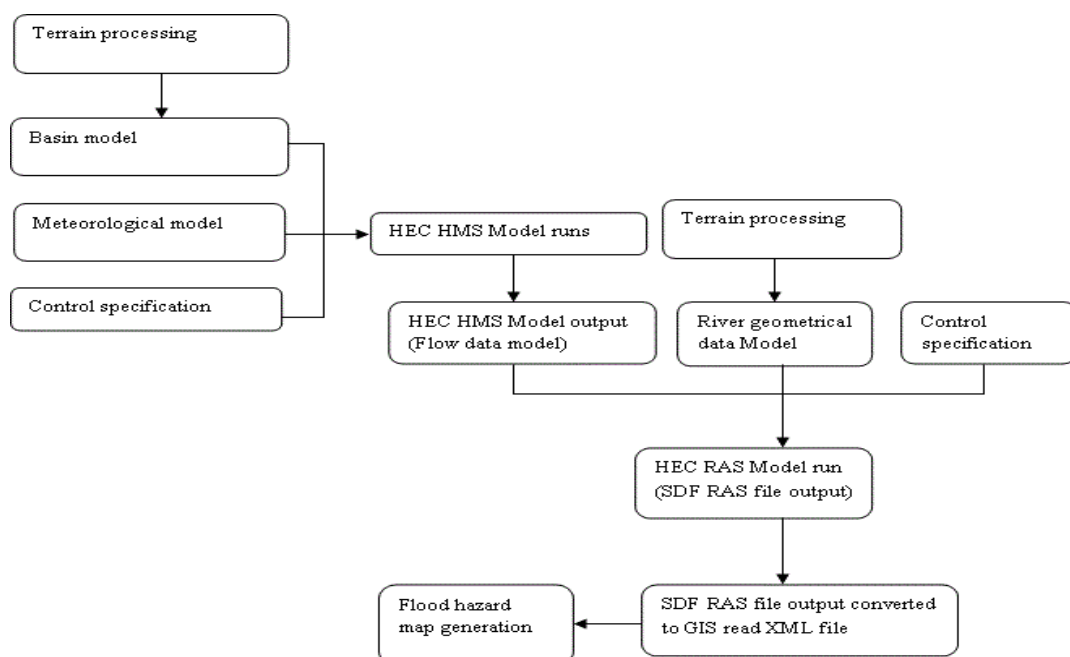 Terrain processing
Basin model
Meteorological model
Control specification
HEC HMS Model runs
Terrain processing
HEC HMS Model output
(Flow data model)
River geometrical
data Model
Control
specification
HEC RAS Model run
(SDF RAS file output)
SDF RAS file output converted
to GIS read XML file
Flood hazard
map generation